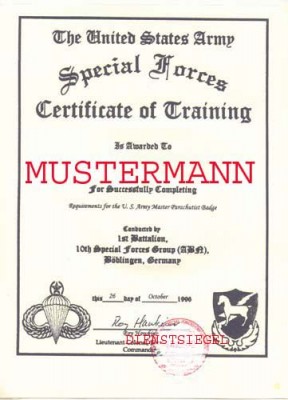 The United States Army
Special Forces
Certificate of Training
Is Awarded To
MUSTERMANN
For Successfully Completing
Requirements for the U. S. Army Master Parachutist Badge
Conducted by
1st Battalion,
10th Special Forces Group (ABN),
Böblingen, Germany
this 26 day of October 1990
Roy
Lieutenant
DIENSTSIEGEL
Commander